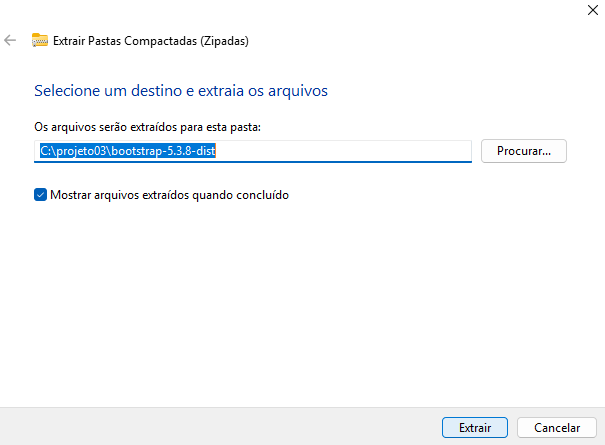 Extrair Pastas Compactadas (Zipadas)
Selecione um destino e extraia os arquivos
Os arquivos serão extraídos para esta pasta:
C:\projeto03\bootstrap-5.3.8-dist
Procurar...
Mostrar arquivos extraídos quando concluído
Extrair
Cancelar